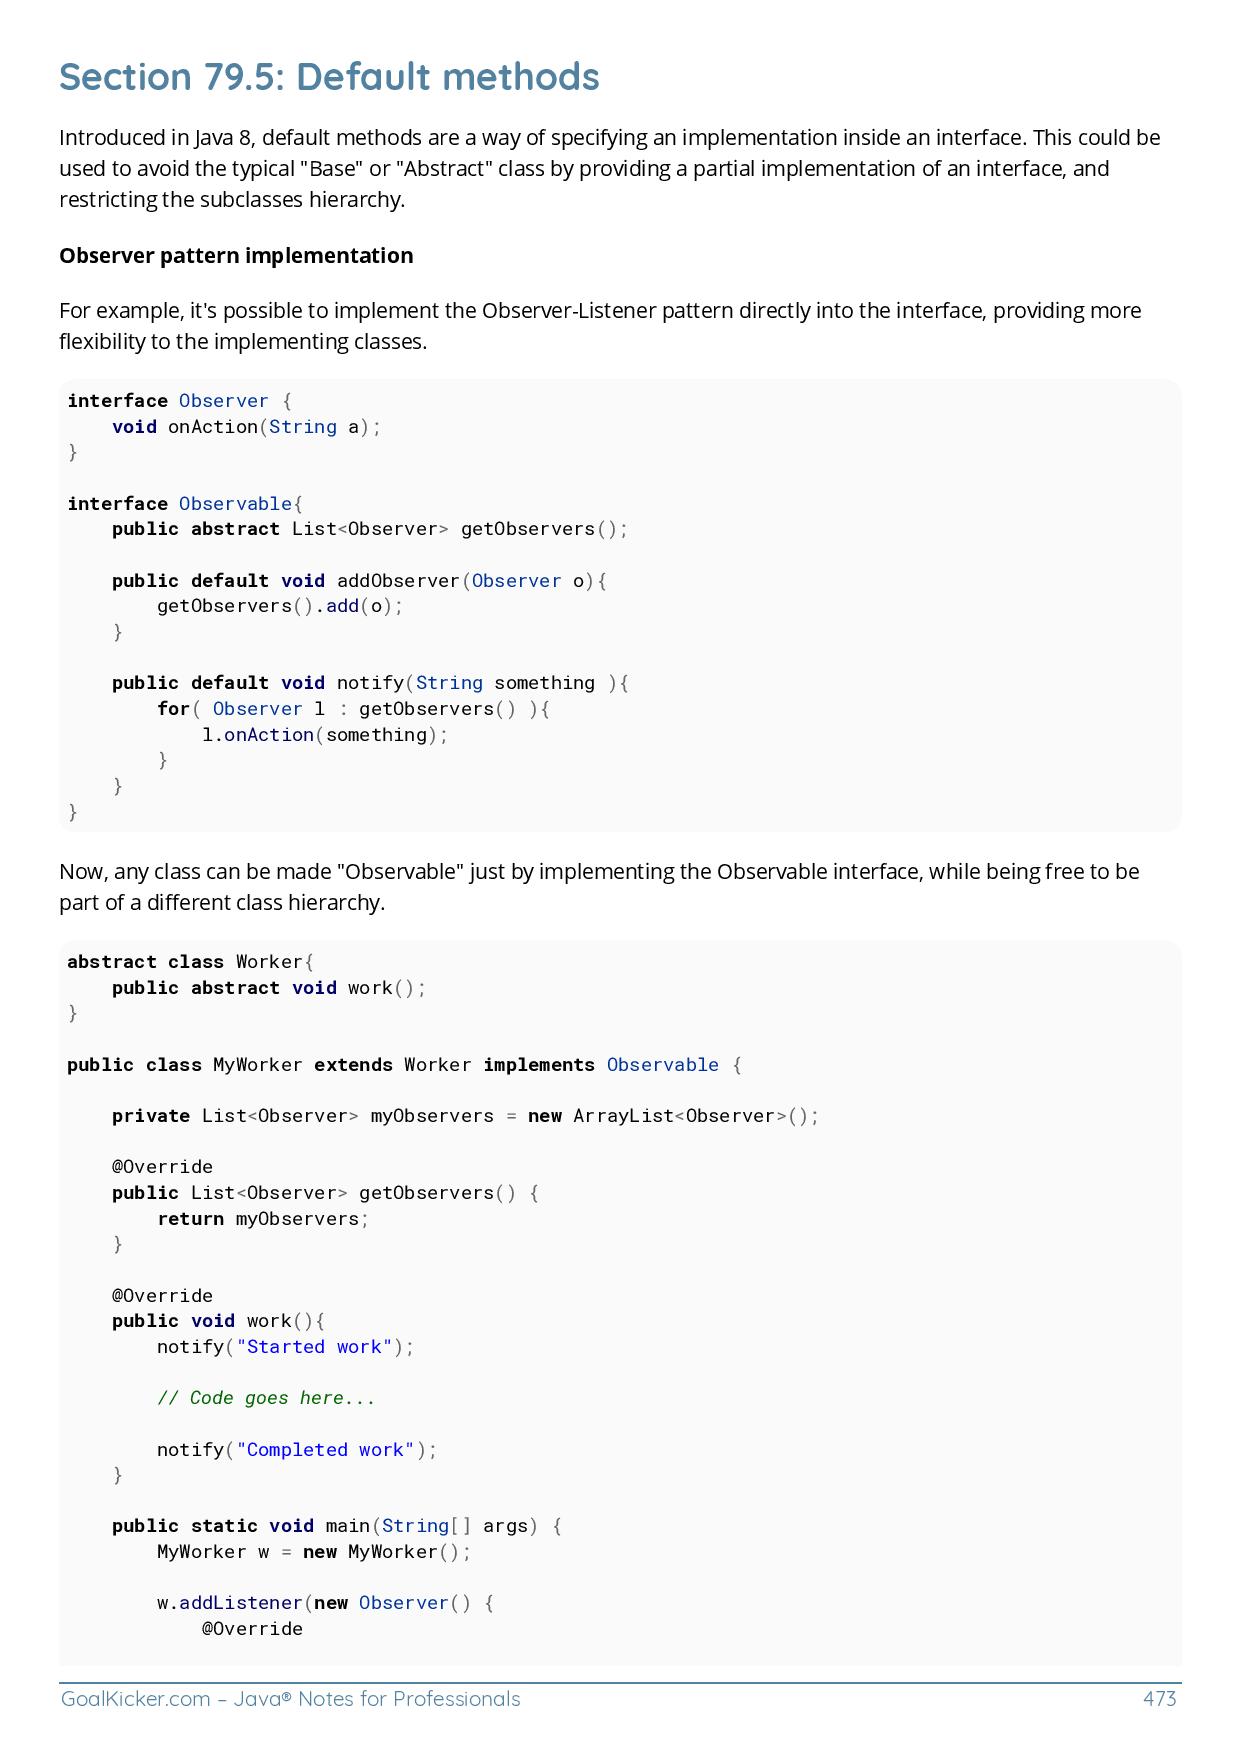 Section 79.5: Default methods
Introduced in Java 8, default methods are a way of specifying an implementation inside an interface. This could be
used to avoid the typical "Base" or "Abstract" class by providing a partial implementation of an interface, and
restricting the subclasses hierarchy.
Observer pattern implementation
For example, it's possible to implement the Observer-Listener pattern directly into the interface, providing more
flexibility to the implementing classes.
interface Observer {
    void onAction(String a);
}
interface Observable{
    public abstract List<Observer> getObservers();
    public default void addObserver(Observer o){
        getObservers().add(o);
    }
    public default void notify(String something ){
        for( Observer l : getObservers() ){
            l.onAction(something);
        }
    }
}
Now, any class can be made "Observable" just by implementing the Observable interface, while being free to be
part of a different class hierarchy.
abstract class Worker{
    public abstract void work();
}
public class MyWorker extends Worker implements Observable {
    private List<Observer> myObservers = new ArrayList<Observer>();
    @Override
    public List<Observer> getObservers() {
        return myObservers;
    }
    @Override
    public void work(){
        notify("Started work");
        // Code goes here...
        notify("Completed work");
    }
    public static void main(String[] args) {
        MyWorker w = new MyWorker();
        w.addListener(new Observer() {
            @Override
GoalKicker.com – Java® Notes for Professionals 473